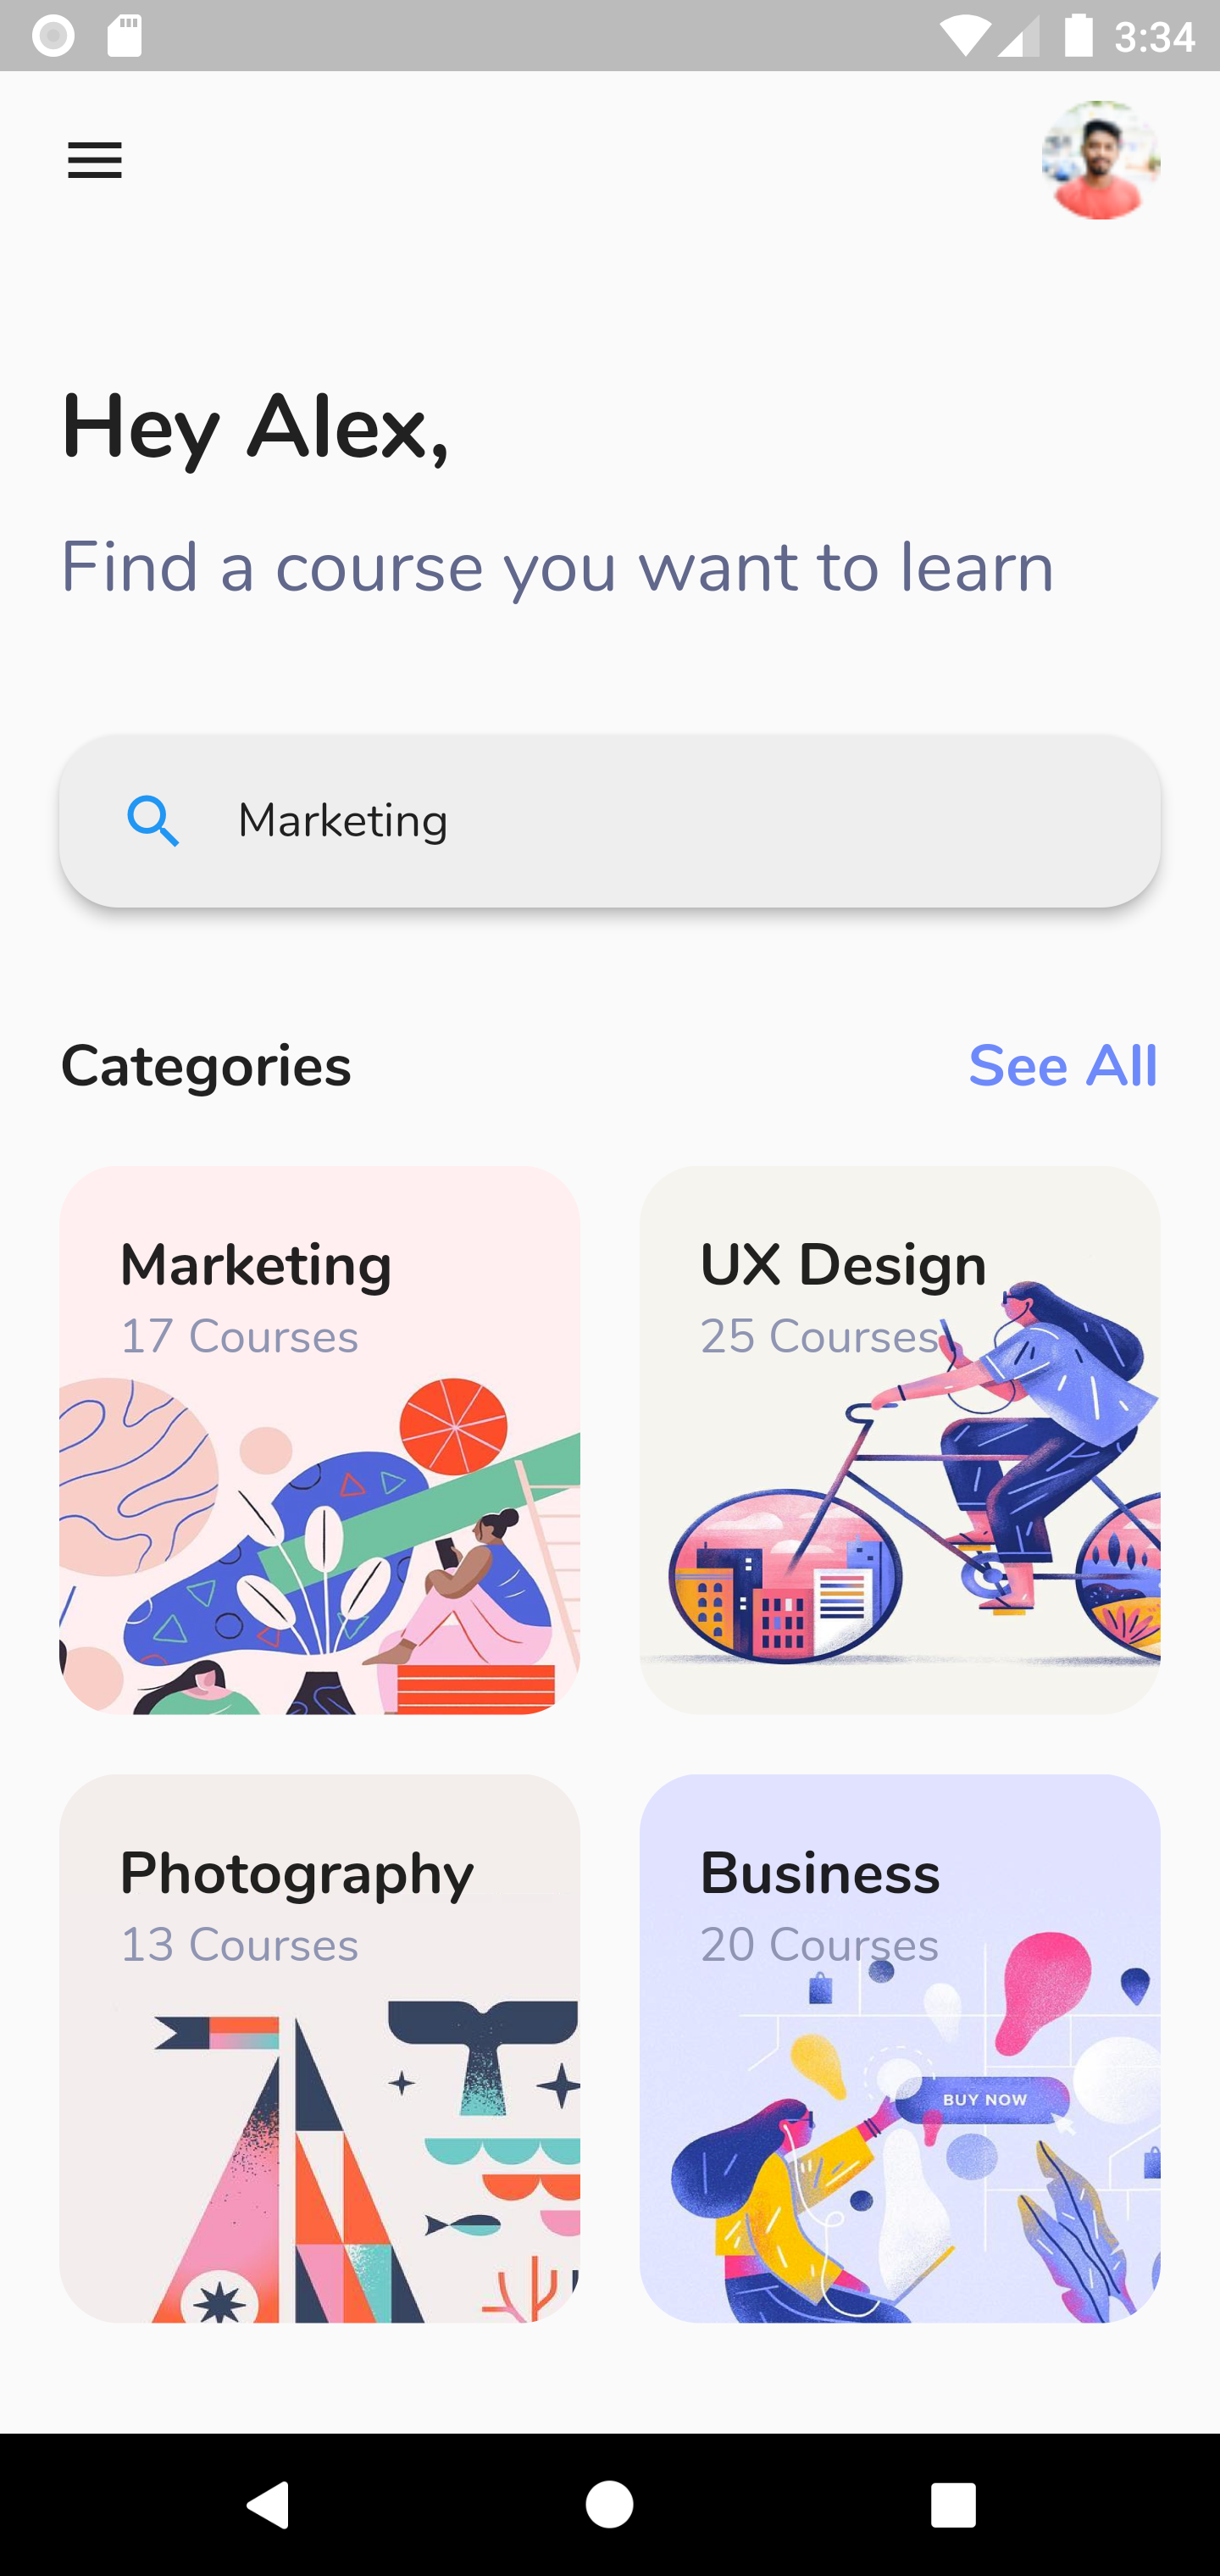 3:34
Hey Alex,
Find a course you want to learn
Marketing
Categories
See All
Marketing
17 Courses
UX Design
25 Courses
Photography
13 Courses
Business
20 Courses
BUY NOW